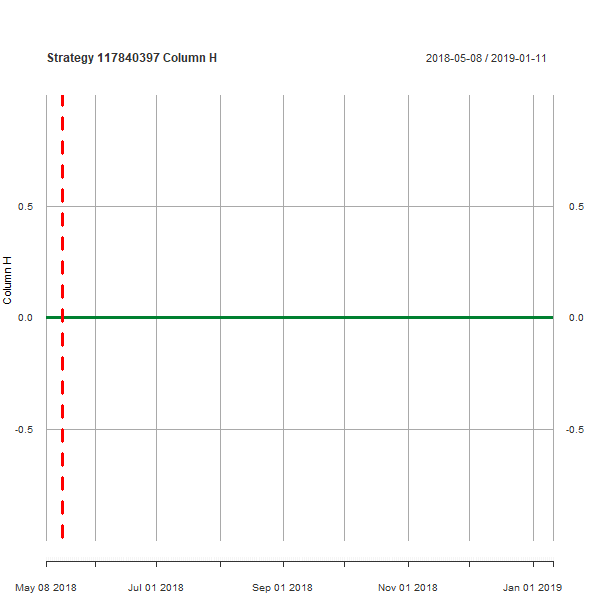 Strategy 117840397 Column H
2018-05-08 / 2019-01-11
0.5
0.5
Column H
0.0
0.0
-0.5
-0.5
May 08 2018
Jul 01 2018
Sep 01 2018
Nov 01 2018
Jan 01 2019